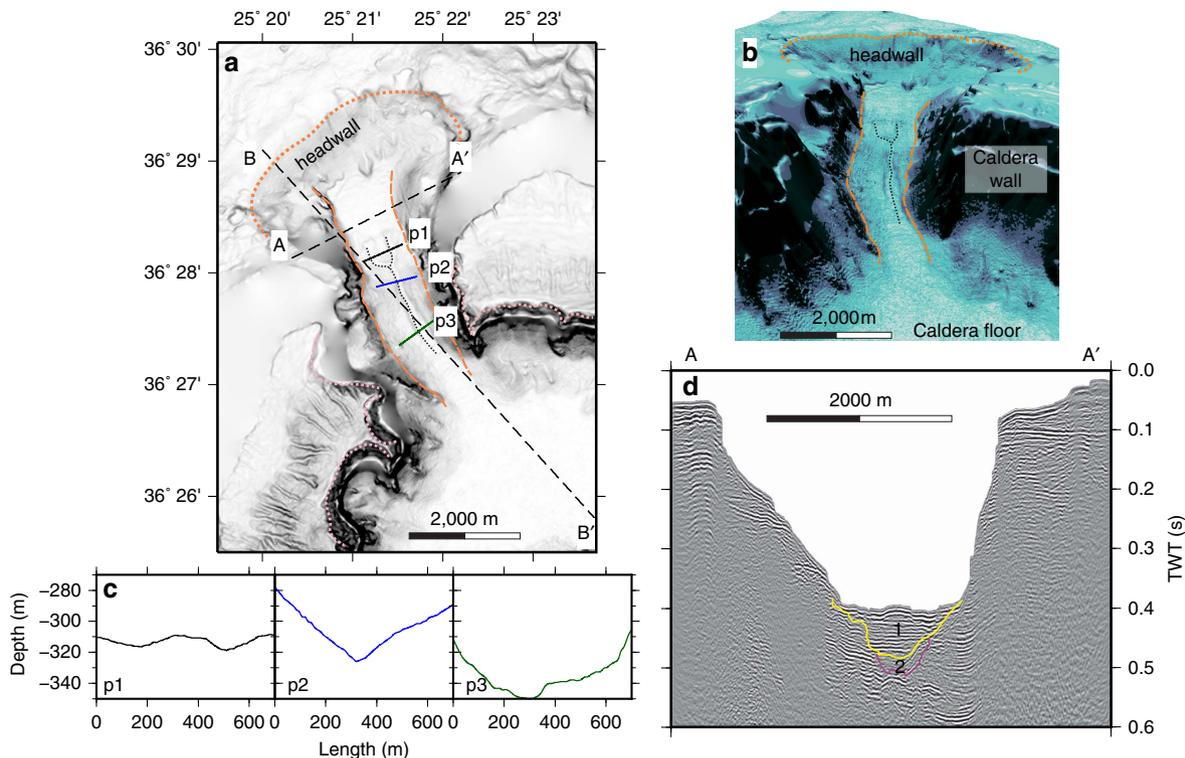 25˚ 20' 25˚ 21' 25˚ 22' 25˚ 23'
36˚ 30'
36˚ 29'
36˚ 28'
36˚ 27'
36˚ 26'
a
headwall
B
A′
A
p1
p2
p3
2,000 m
B′
b
headwall
Caldera
wall
2,000m
Caldera floor
A A′
d
2000 m
1
2
0.0
0.1
0.2
0.3
0.4
0.5
0.6
TWT (s)
c
−280
−300
−320
−340
Depth (m)
p1 p2 p3
0 200 400 600 0 200 400 600 0 200 400 600
Length (m)